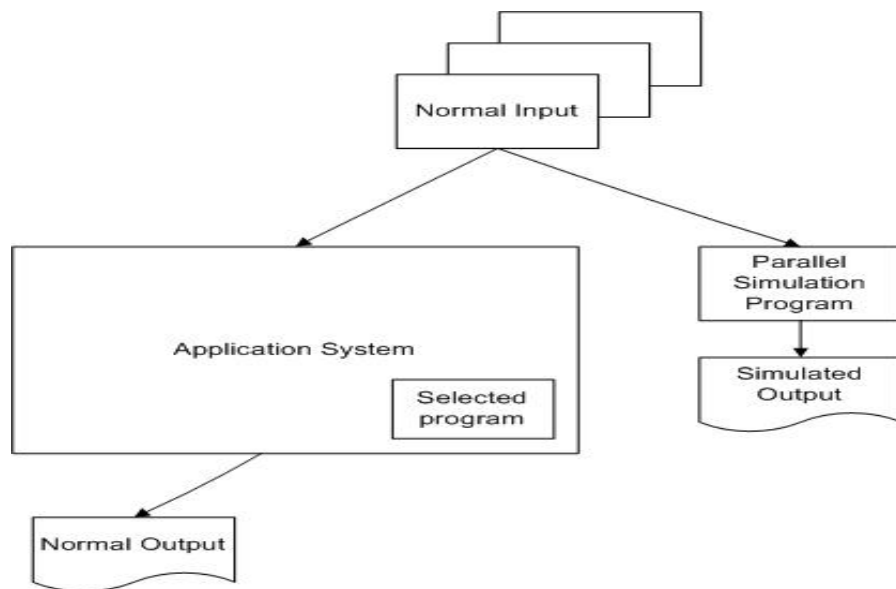 Normal Input
Parallel
Simulation
Program
Application System
Simulated
Output
Selected
program
Normal Output